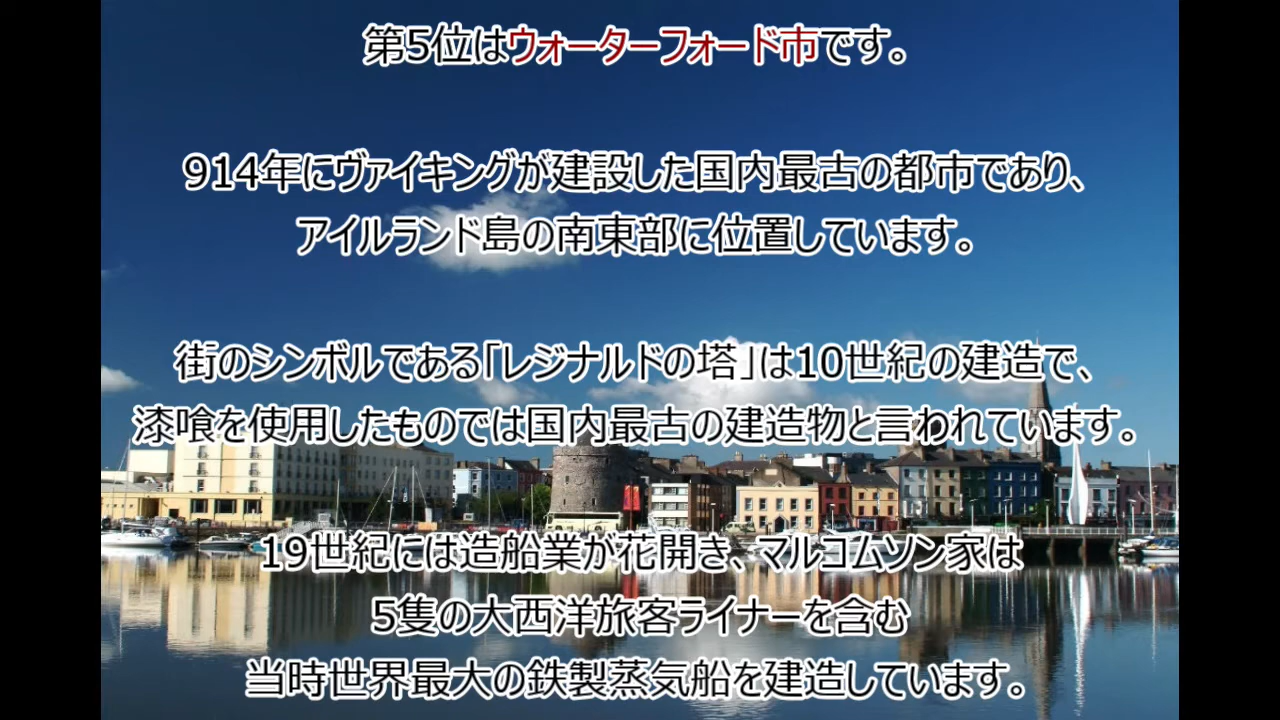 第5位はウォーターフォード市です。
914年にヴァイキングが建設した国内最古の都市であり、
アイルランド島の南東部に位置しています。
街のシンボルである「レジナルドの塔」は10世紀の建造で、
漆喰を使用したものでは国内最古の建造物と言われています。
19世紀には造船業が花開き、マルコムソン家は
5隻の大西洋旅客ライナーを含む
当時世界最大の鉄製蒸気船を建造しています。